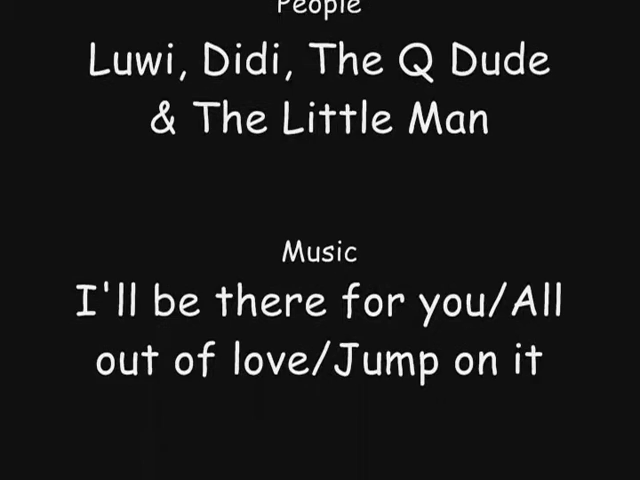 People
Luwi, Didi, The Q Dude
& The Little Man
Music
I'll be there for you/All
out of love/Jump on it